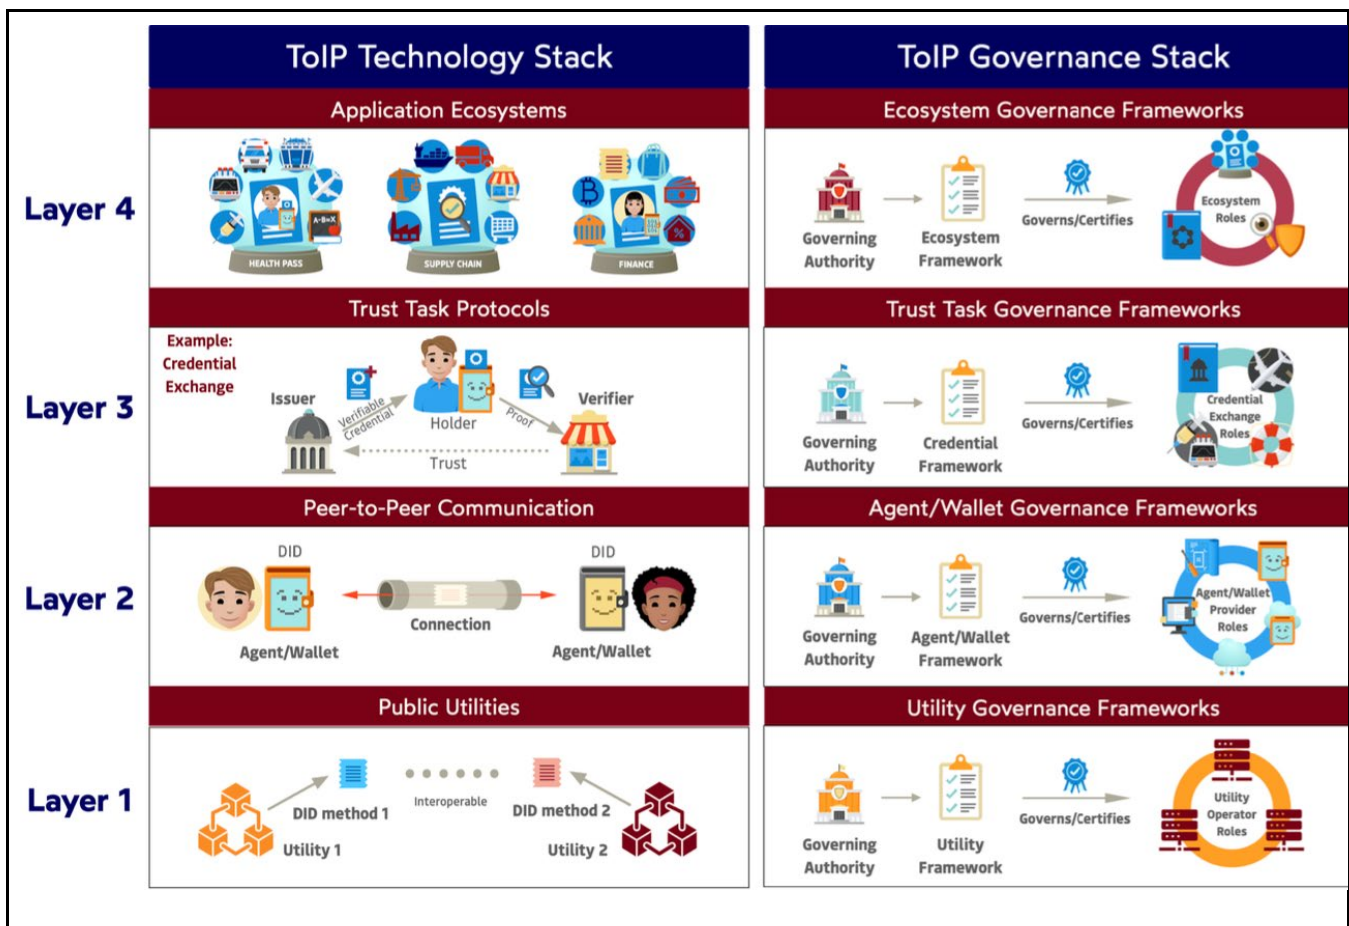 ToIP Technology Stack
ToIP Governance Stack
Layer 4
Application Ecosystems
A-B=X
HEALTH PASS
SUPPLY CHAIN
FINANCE
Ecosystem Governance Frameworks
Governing
Authority
Ecosystem
Framework
Governs/Certifies
Ecosystem
Roles
Layer 3
Trust Task Protocols
Example:
Credential
Exchange
Issuer
Verifiable
Credential
Holder
Proof
Verifier
Trust
Trust Task Governance Frameworks
Governing
Authority
Credential
Framework
Governs/Certifies
Credential
Exchange
Roles
Layer 2
Peer-to-Peer Communication
DID
Agent/Wallet
Connection
DID
Agent/Wallet
Agent/Wallet Governance Frameworks
Governing
Authority
Agent/Wallet
Framework
Governs/Certifies
Agent/Wallet
Provider
Roles
Layer 1
Public Utilities
DID method 1
Utility 1
Interoperable
DID method 2
Utility 2
Utility Governance Frameworks
Governing
Authority
Utility
Framework
Governs/Certifies
Utility
Operator
Roles